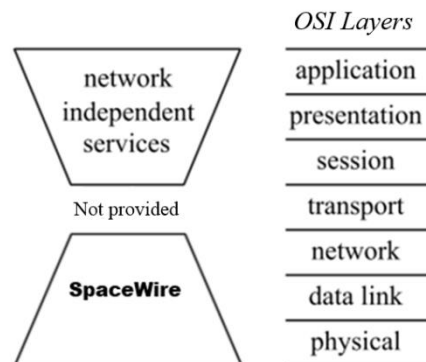 OSI Layers
network
independent
services
Not provided
SpaceWire
application
presentation
session
transport
network
data link
physical